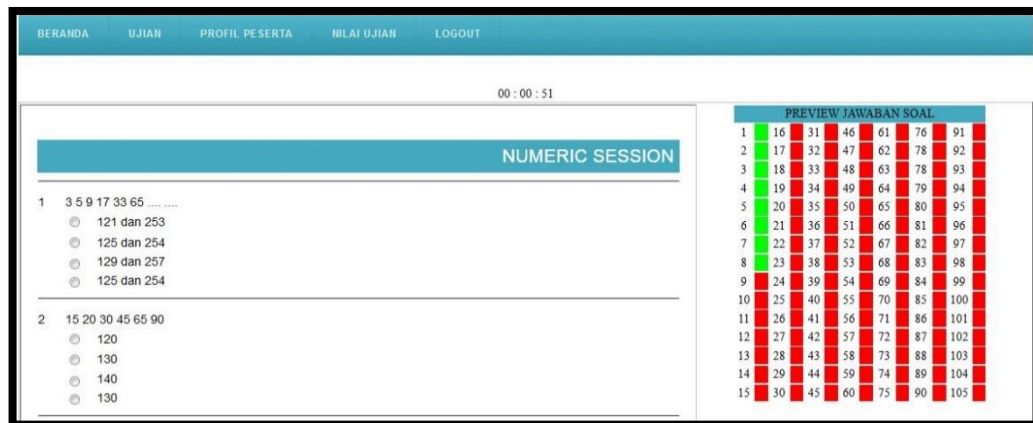 BERANDA UJIAN PROFIL PESERTA NILAI UJIAN LOGOUT
00 : 00 : 51
NUMERIC SESSION
1 3 5 9 17 33 65 .... ....
121 dan 253
125 dan 254
129 dan 257
125 dan 254
2 15 20 30 45 65 90
120
130
140
130
PREVIEW JAWABAN SOAL
1 16 31 46 61 76 91
2 17 32 47 62 78 92
3 18 33 48 63 78 93
4 19 34 49 64 79 94
5 20 35 50 65 80 95
6 21 36 51 66 81 96
7 22 37 52 67 82 97
8 23 38 53 68 83 98
9 24 39 54 69 84 99
10 25 40 55 70 85 100
11 26 41 56 71 86 101
12 27 42 57 72 87 102
13 28 43 58 73 88 103
14 29 44 59 74 89 104
15 30 45 60 75 90 105